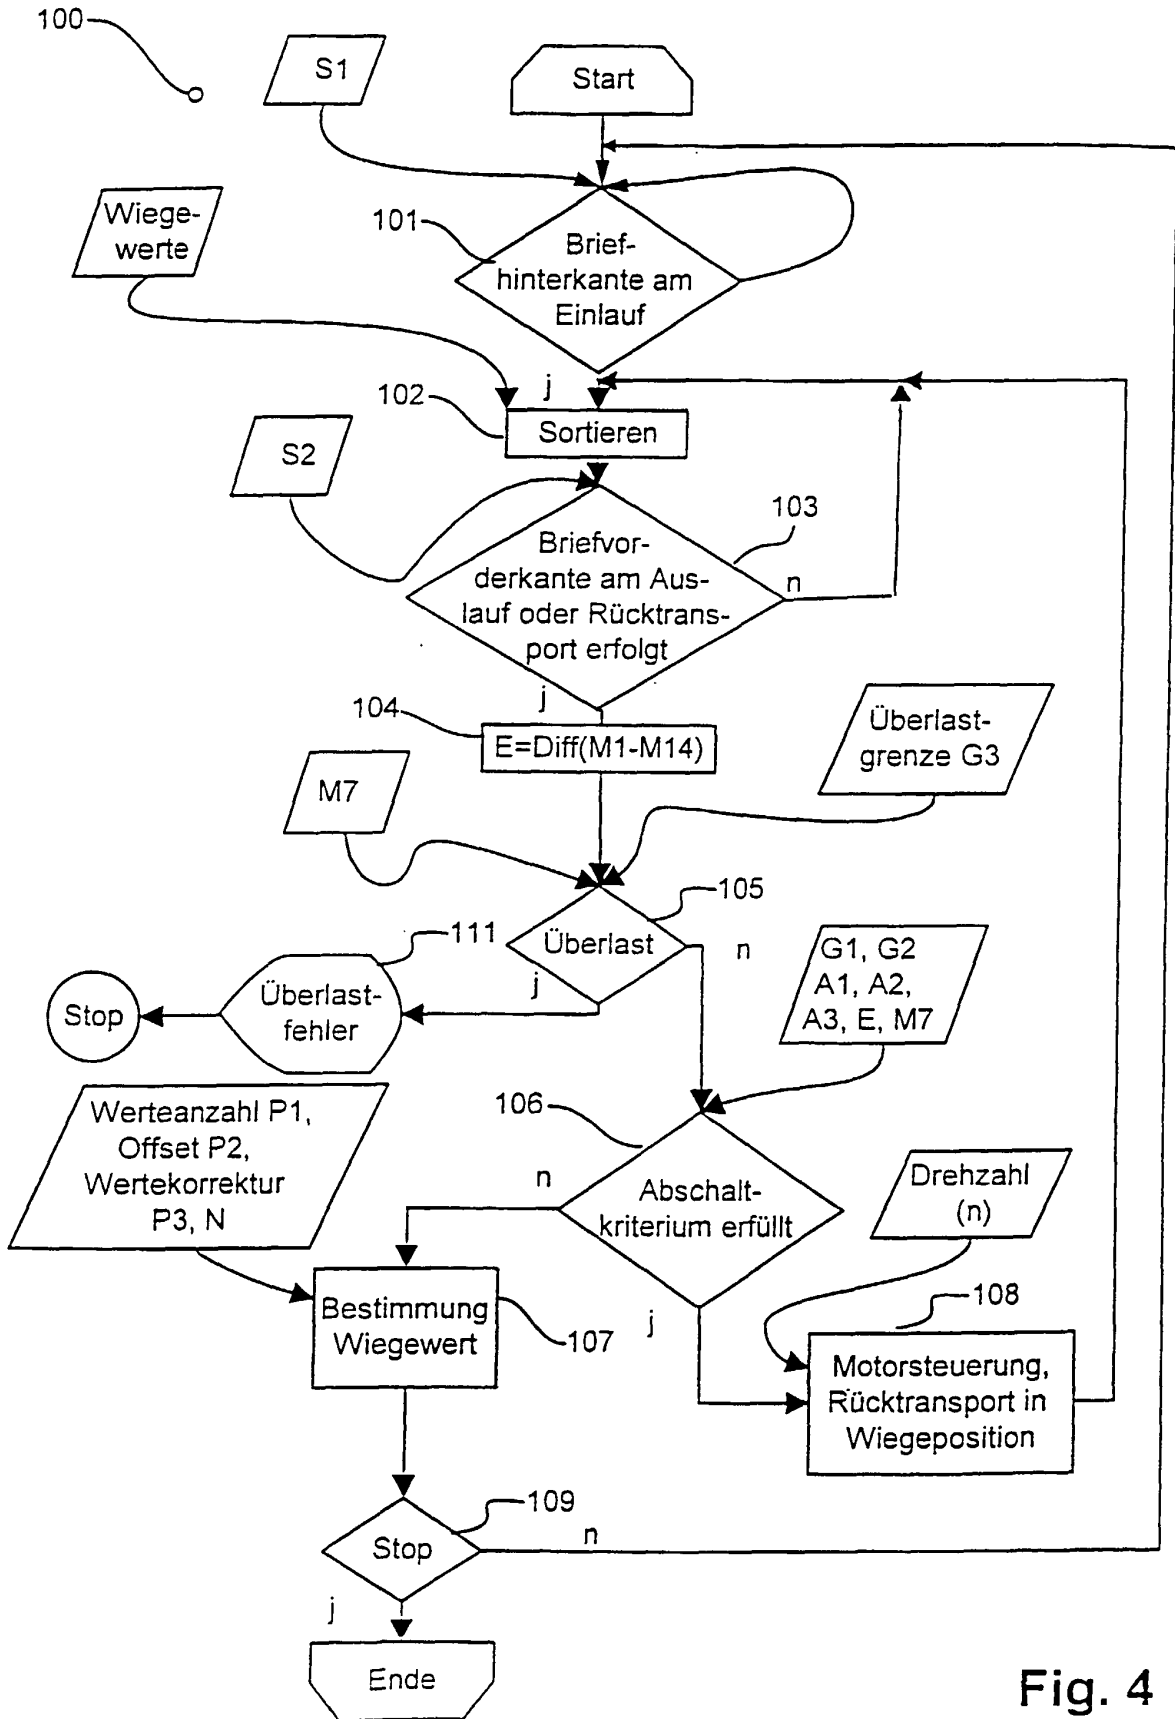 100
S1
Start
Wiege-
werte
101
Brief-
hinterkante am
Einlauf
j
102
Sortieren
S2
103
Briefvor-
derkante am Aus-
lauf oder Rücktrans-
port erfolgt
n
j
104
E=Diff(M1-M14)
Überlast-
grenze G3
M7
105
Überlast
n
j
111
Überlast-
fehler
Stop
G1, G2
A1, A2,
A3, E, M7
106
Werteanzahl P1,
Offset P2,
Wertekorrektur
P3, N
n
Abschalt-
kriterium erfüllt
j
Drehzahl
(n)
108
Bestimmung
Wiegewert
107
Motorsteuerung,
Rücktransport in
Wiegeposition
109
Stop
n
j
Ende
Fig. 4